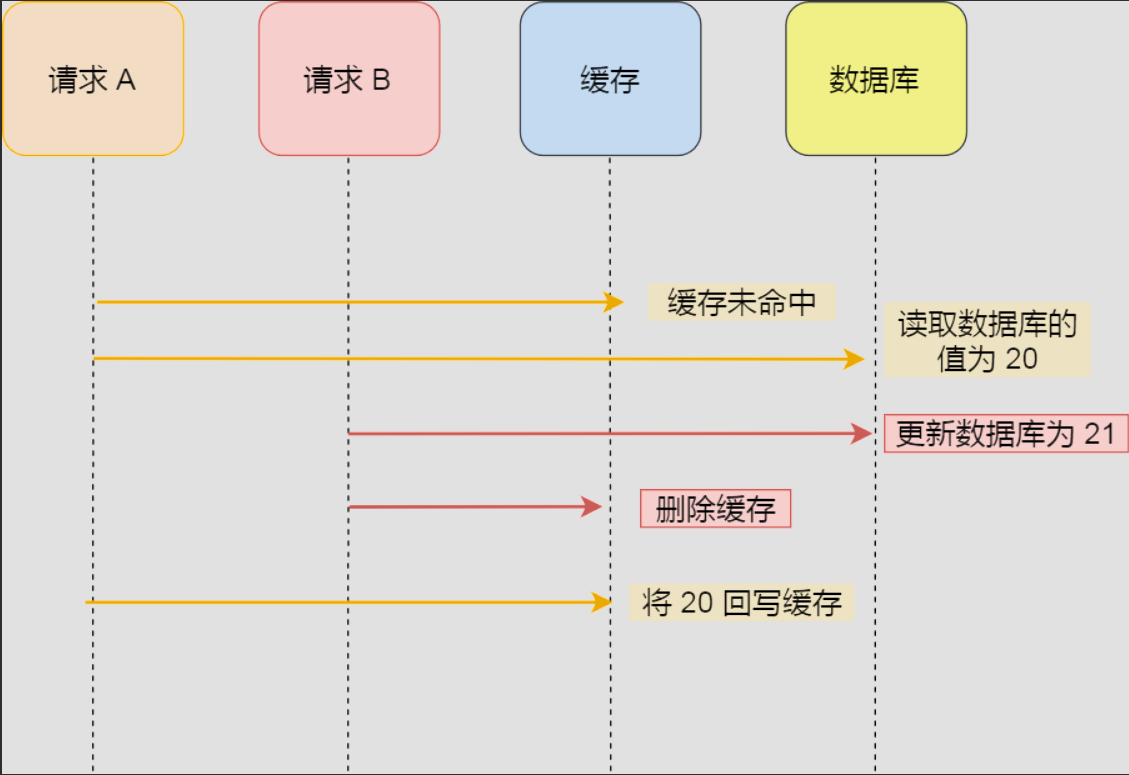 请求 A
请求 B
缓存
数据库
缓存未命中
读取数据库的
值为 20
更新数据库为 21
删除缓存
将 20 回写缓存